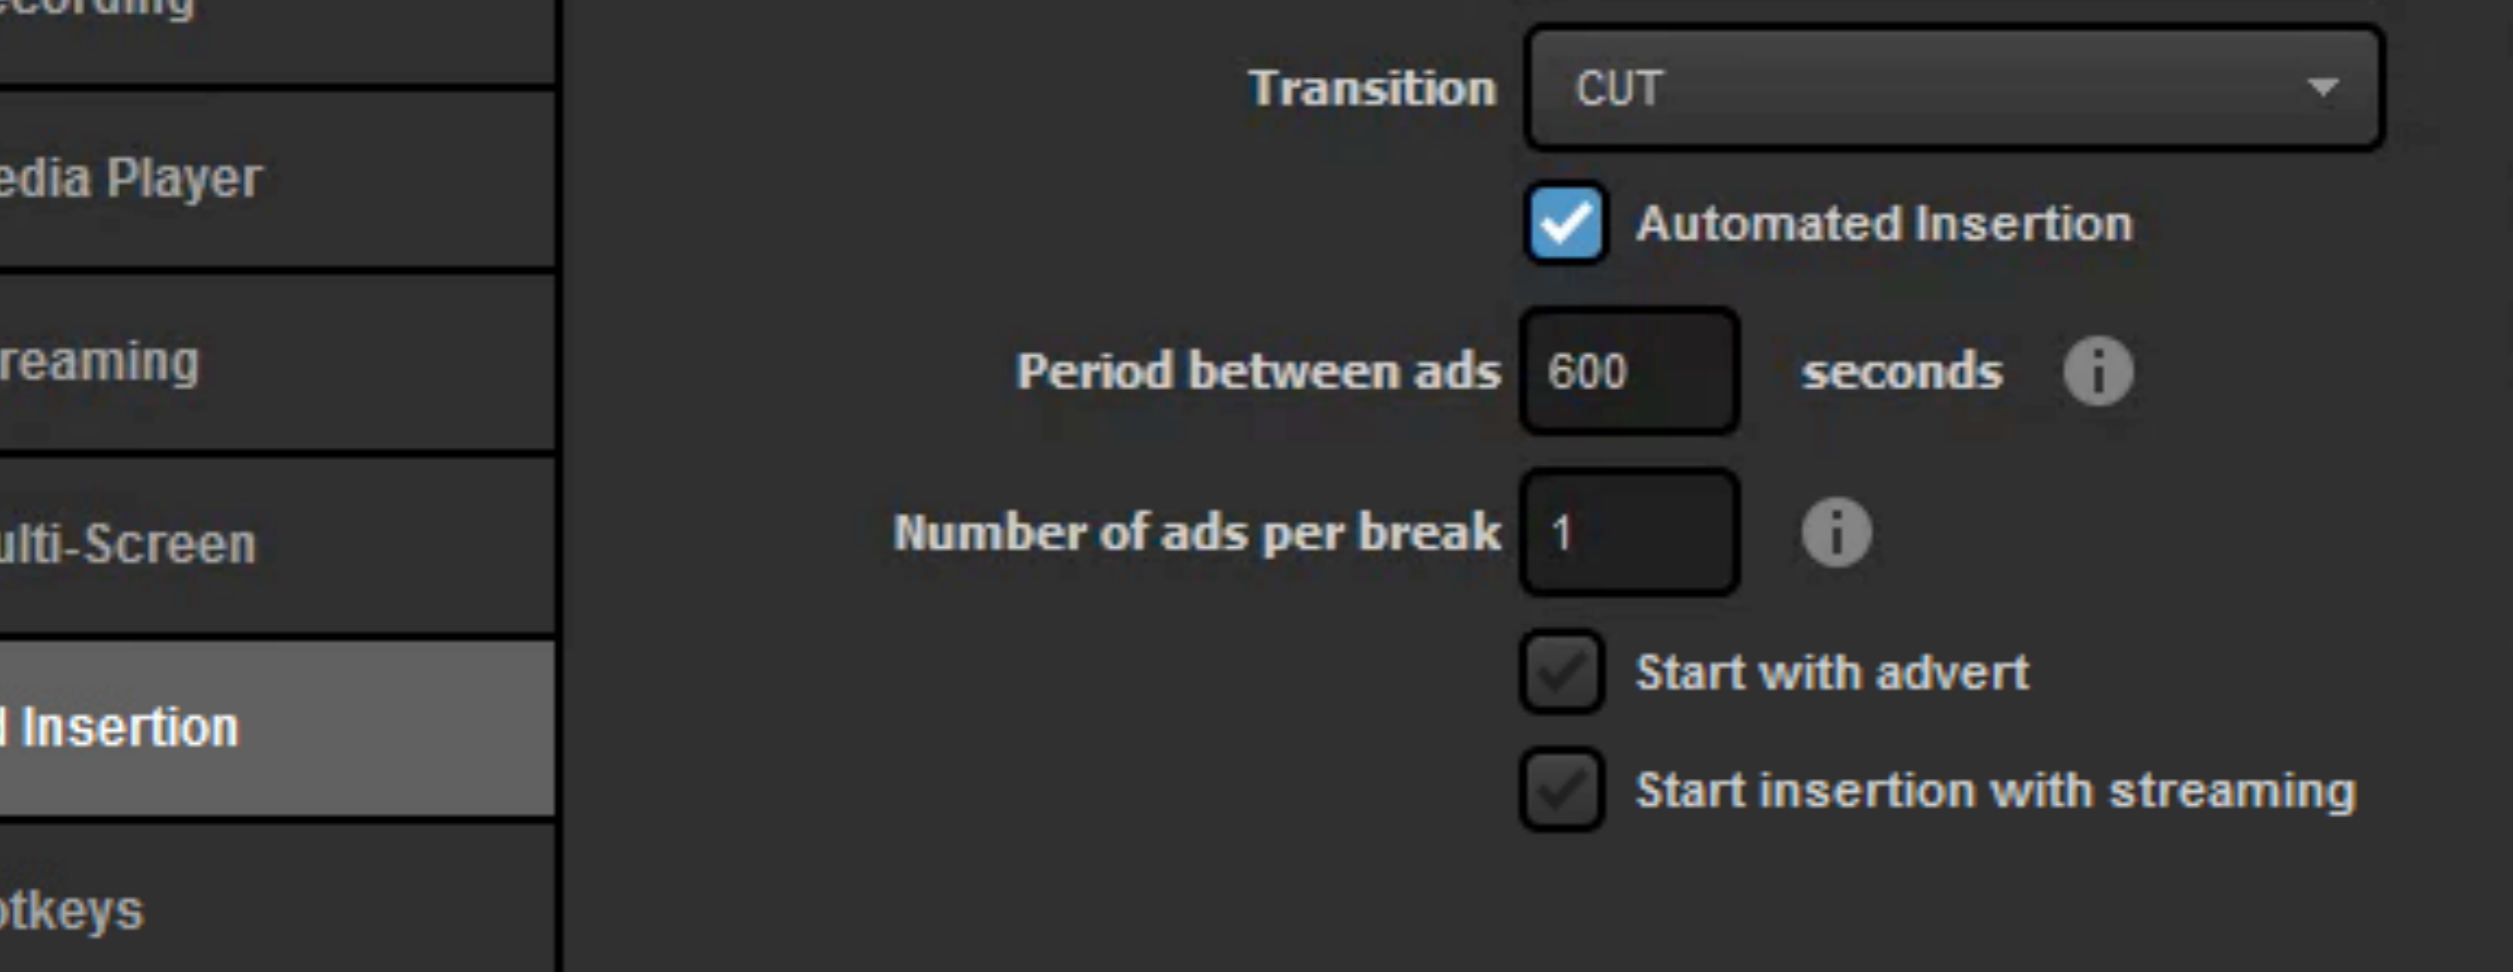 ecording
edia Player
reaming
ulti-Screen
d Insertion
otkeys
Transition CUT
Automated Insertion
Period between ads 600 seconds
Number of ads per break 1
Start with advert
Start insertion with streaming